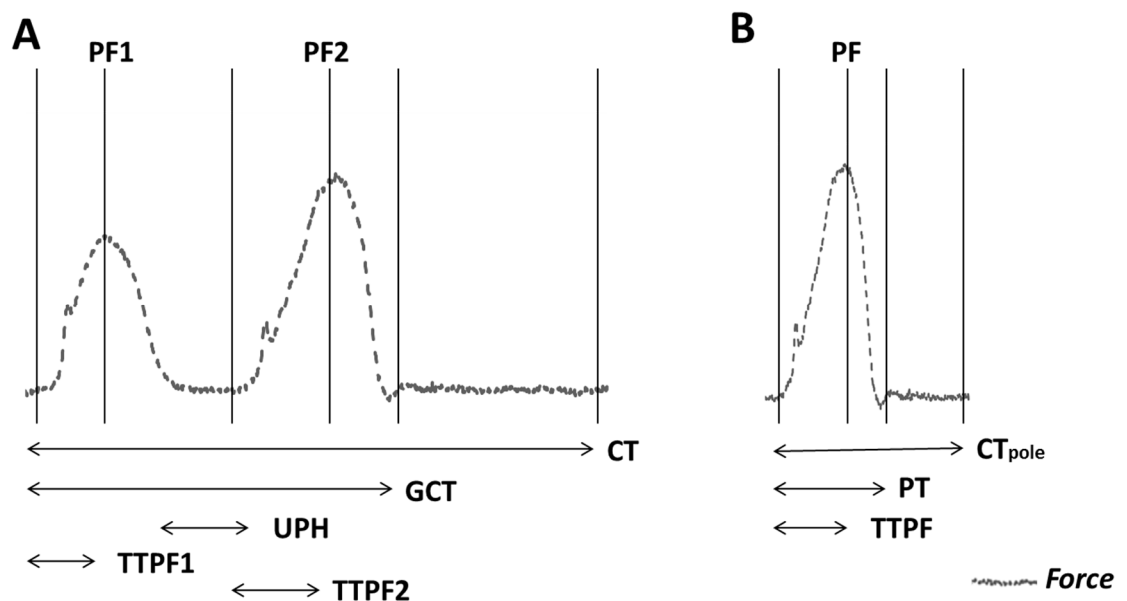 A
PF1
PF2
CT
GCT
UPH
TTPF1
TTPF2
B
PF
CTpole
PT
TTPF
Force